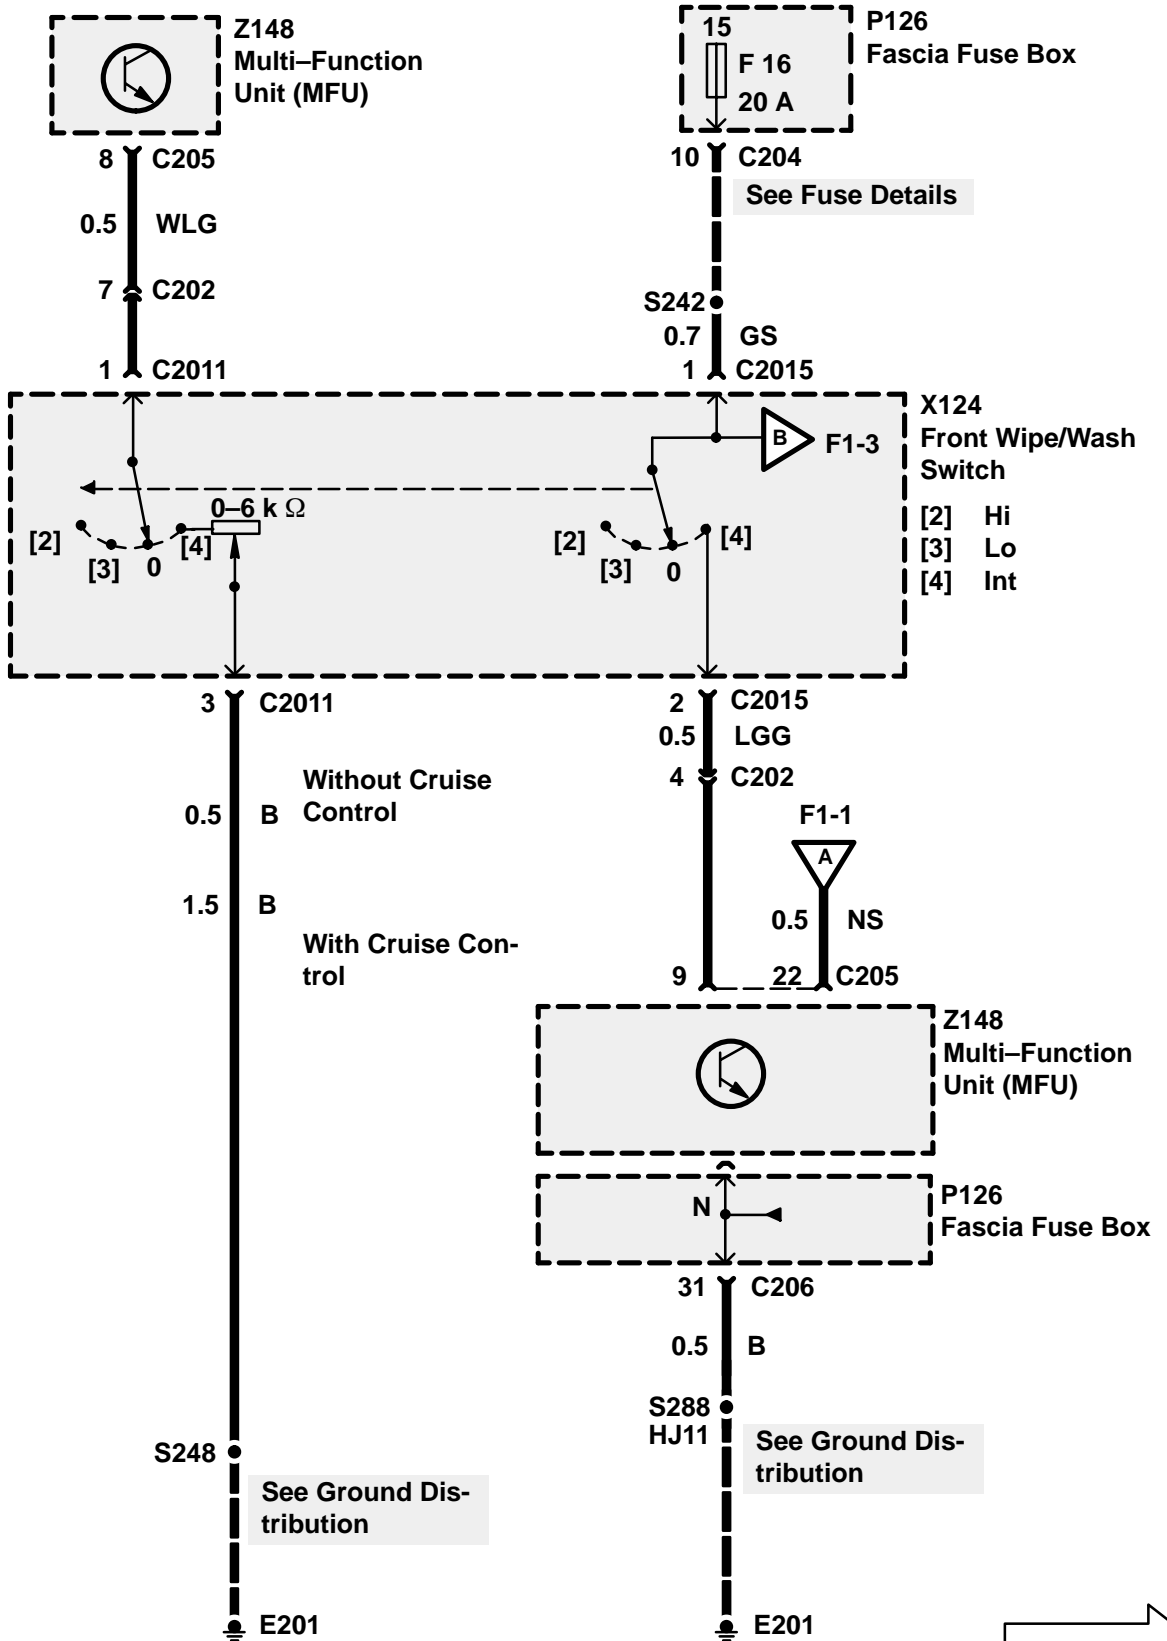 Z148
Multi–Function
Unit (MFU)
15
F 16
20 A
P126
Fascia Fuse Box
8 C205
10 C204
See Fuse Details
0.5 WLG
7 C202
S242
0.7 GS
1 C2011
1 C2015
X124
Front Wipe/Wash
Switch
B
F1-3
0–6 k Ω
[2] Hi
[3] Lo
[4] Int
[2]
[3]
0
[4]
[2]
[3]
0
[4]
3 C2011
2 C2015
0.5 LGG
4 C202
Without Cruise
Control
0.5 B
F1-1
A
1.5 B
0.5 NS
With Cruise Con-
trol
9 22 C205
Z148
Multi–Function
Unit (MFU)
N
P126
Fascia Fuse Box
31 C206
0.5 B
S288
HJ11
See Ground Dis-
tribution
S248
See Ground Dis-
tribution
E201
E201